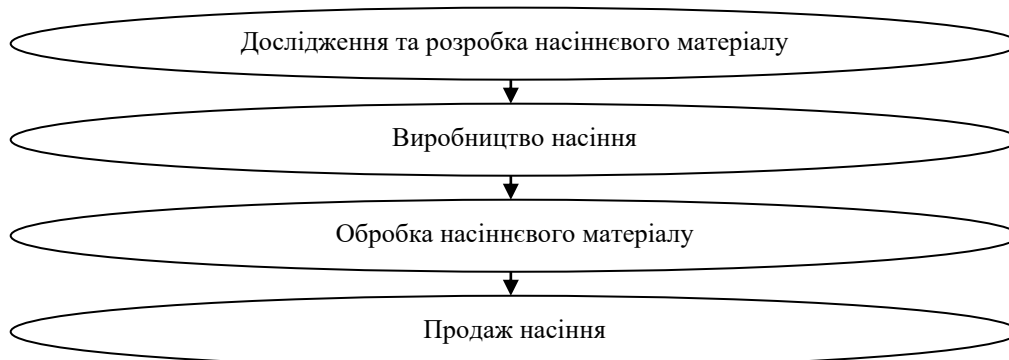 Дослідження та розробка насіннєвого матеріалу
Виробництво насіння
Обробка насіннєвого матеріалу
Продаж насіння